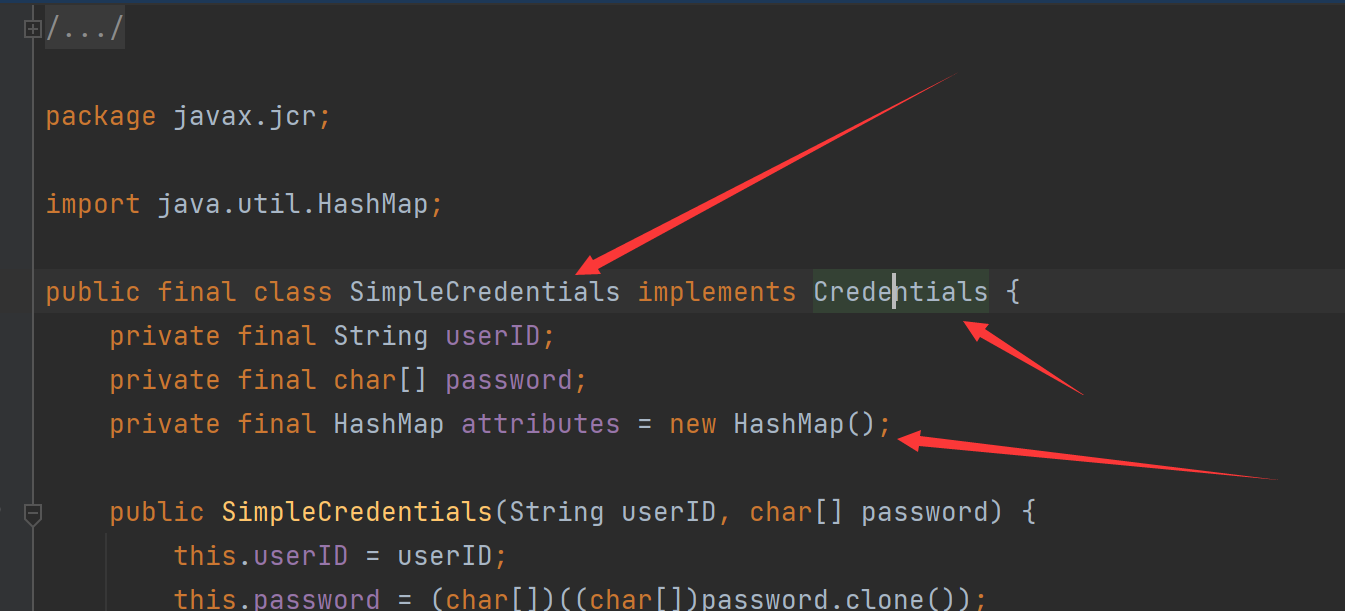 /.../
package javax.jcr;
import java.util.HashMap;
public final class SimpleCredentials implements Credentials {
private final String userID;
private final char[] password;
private final HashMap attributes = new HashMap();
public SimpleCredentials(String userID, char[] password) {
this.userID = userID;
this.password = (char[])((char[])password.clone());